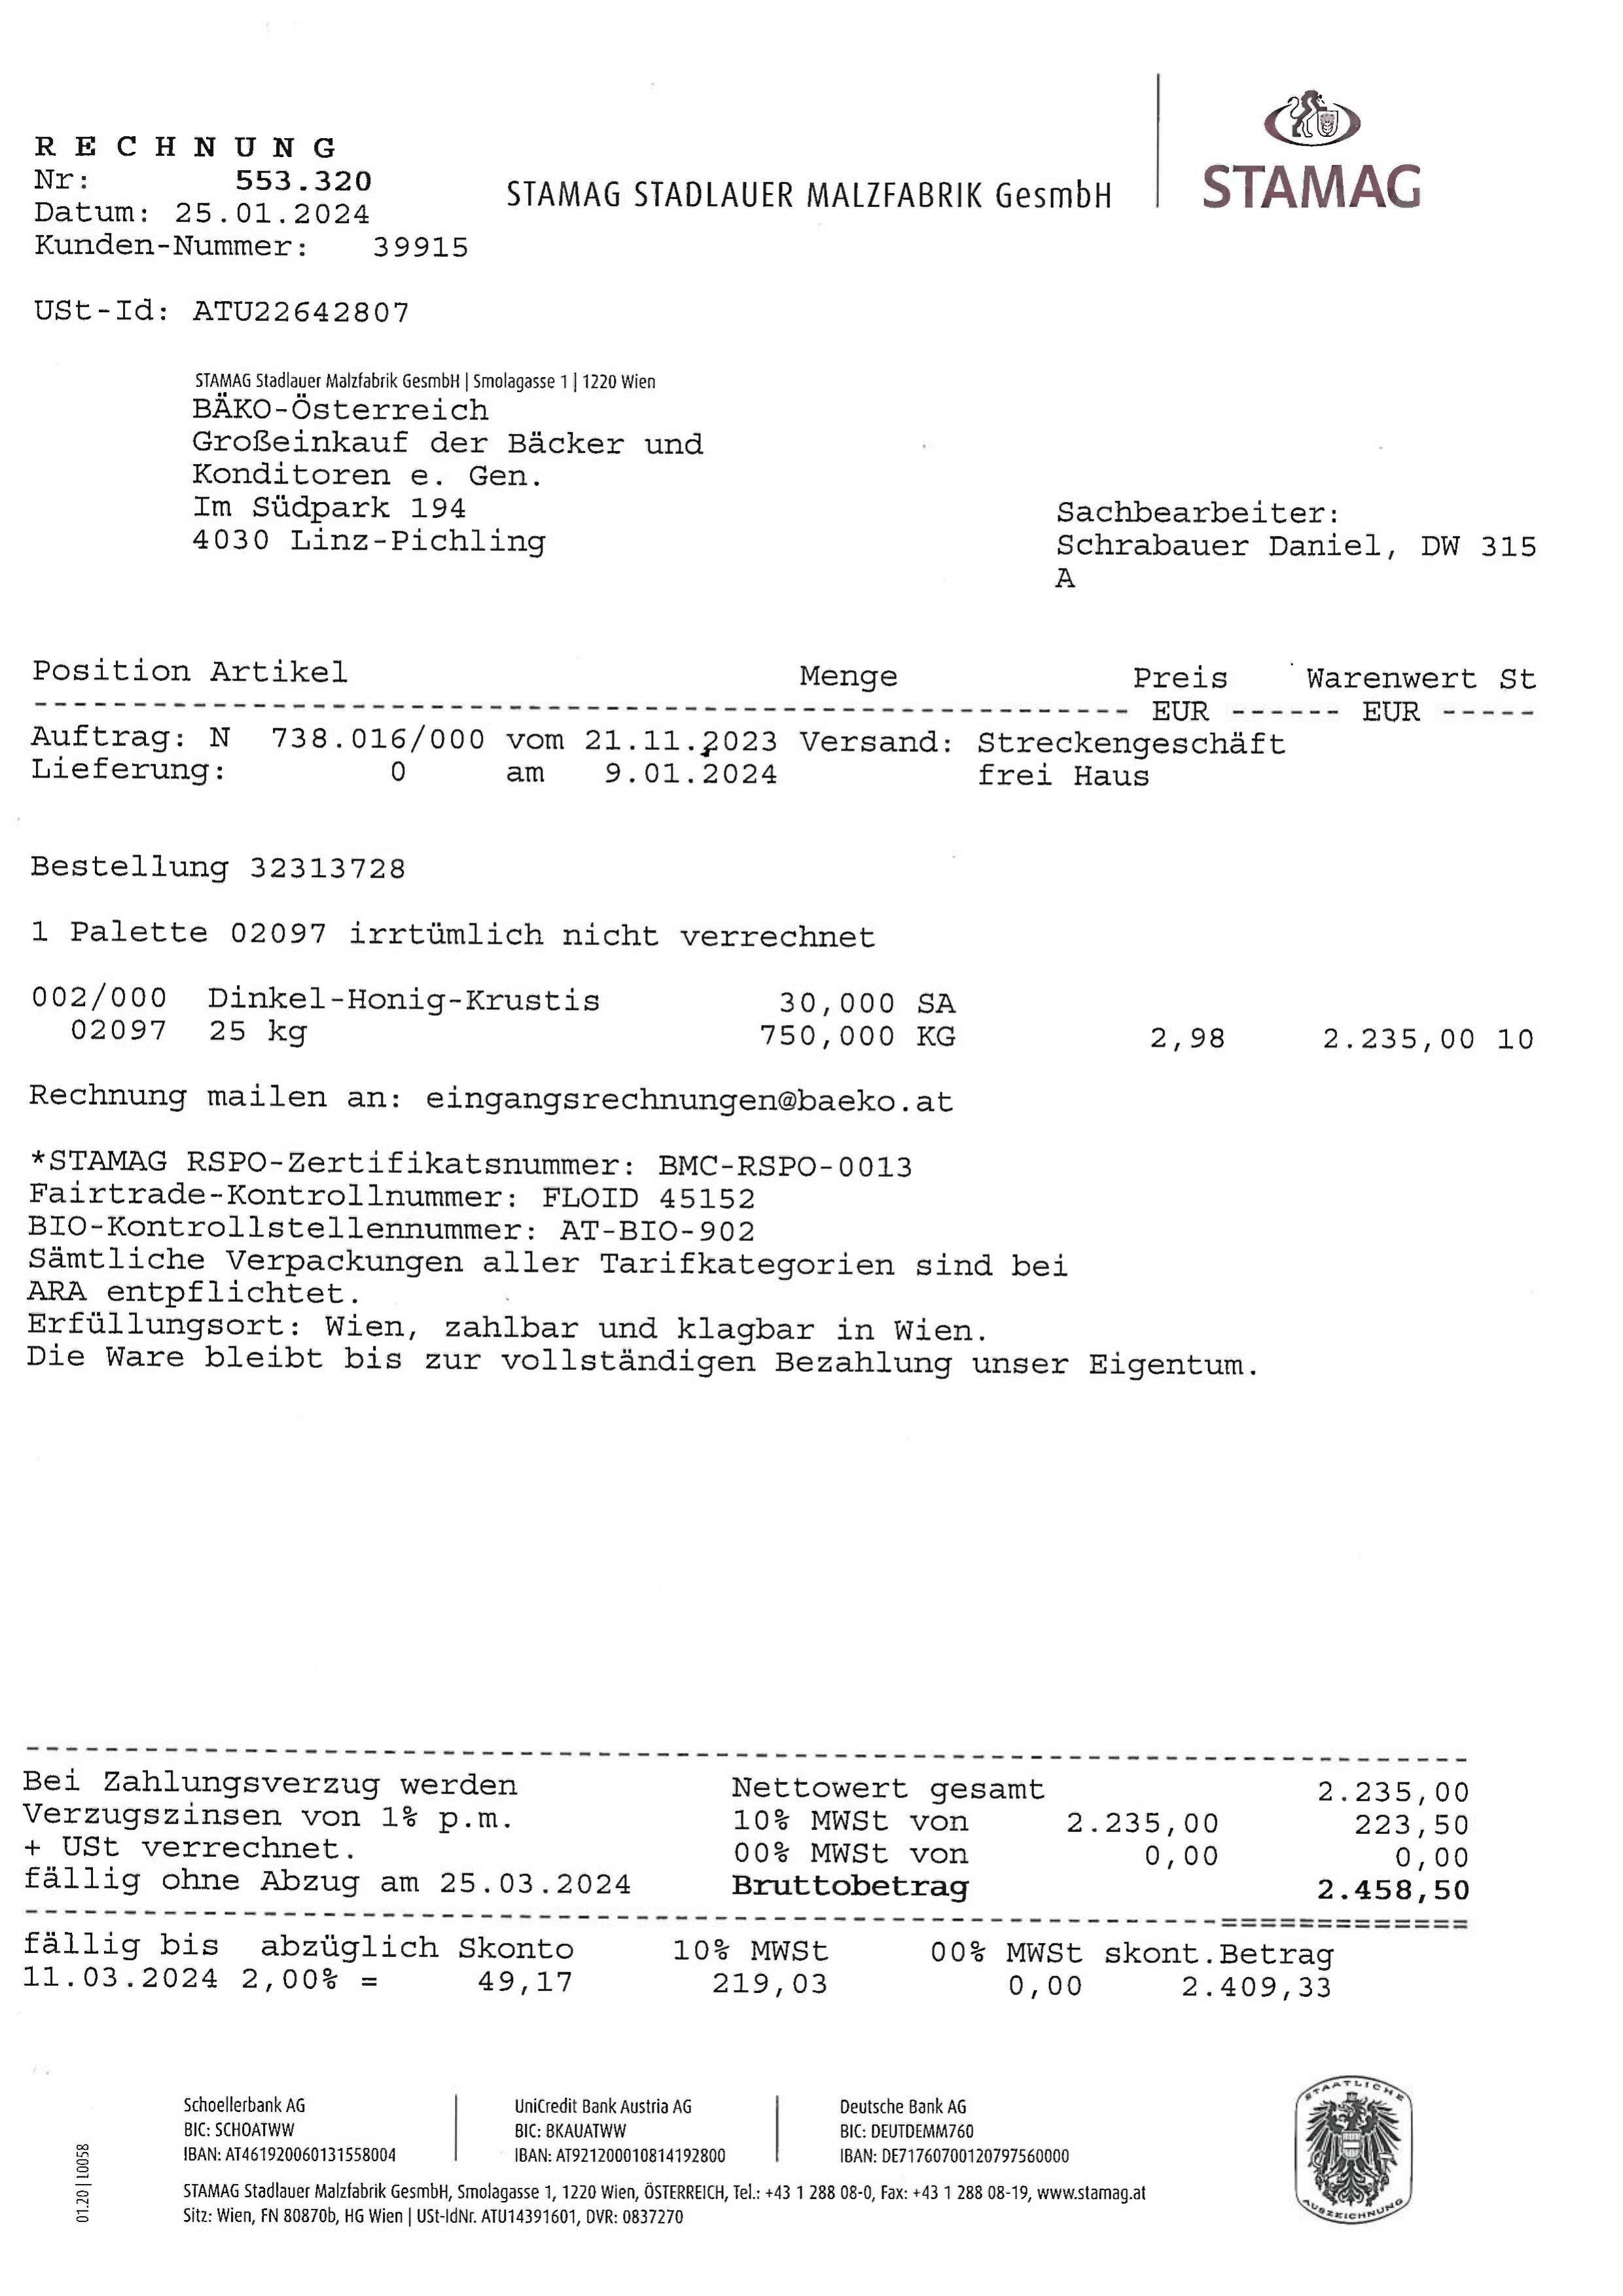 R E C H N U N G
Nr: 553.320
Datum: 25.01.2024
Kunden-Nummer: 39915
STAMAG STADLAUER MALZFABRIK GesmbH
STAMAG
USt-Id: ATU22642807
STAMAG Stadlauer Malzfabrik GesmbH | Smolagasse 1 | 1220 Wien
BÄKO-Österreich
Großeinkauf der Bäcker und
Konditoren e. Gen.
Im Südpark 194
4030 Linz-Pichling
Sachbearbeiter:
Schrabauer Daniel, DW 315
A
Position Artikel Menge Preis Warenwert St
EUR EUR
Auftrag: N 738.016/000 vom 21.11.2023 Versand: Streckengeschäft
Lieferung: 0 am 9.01.2024 frei Haus
Bestellung 32313728
1 Palette 02097 irrtümlich nicht verrechnet
002/000 Dinkel-Honig-Krustis 30,000 SA
02097 25 kg 750,000 KG 2,98 2.235,00 10
Rechnung mailen an: eingangsrechnungen@baeko.at
*STAMAG RSPO-Zertifikatsnummer: BMC-RSPO-0013
Fairtrade-Kontrollnummer: FLOID 45152
BIO-Kontrollstellennummer: AT-BIO-902
Sämtliche Verpackungen aller Tarifkategorien sind bei
ARA entpflichtet.
Erfüllungsort: Wien, zahlbar und klagbar in Wien.
Die Ware bleibt bis zur vollständigen Bezahlung unser Eigentum.
Bei Zahlungsverzug werden Nettowert gesamt 2.235,00
Verzugszinsen von 1% p.m. 10% MWSt von 2.235,00 223,50
+ USt verrechnet. 00% MWSt von 0,00 0,00
fällig ohne Abzug am 25.03.2024 Bruttobetrag 2.458,50
fällig bis abzüglich Skonto 10% MWSt 00% MWSt skont.Betrag
11.03.2024 2,00% = 49,17 219,03 0,00 2.409,33
Schoellerbank AG
BIC: SCHOATWW
IBAN: AT461920060131558004
UniCredit Bank Austria AG
BIC: BKAUATWW
IBAN: AT921200010814192800
Deutsche Bank AG
BIC: DEUTDEMM760
IBAN: DE71760700120797560000
STAMAG Stadlauer Malzfabrik GesmbH, Smolagasse 1, 1220 Wien, ÖSTERREICH, Tel.: +43 1 288 08-0, Fax: +43 1 288 08-19, www.stamag.at
Sitz: Wien, FN 80870b, HG Wien | USt-IdNr. ATU14391601, DVR: 0837270
01.20 | L0058
STAATLICHE
AUSZEICHNUNG